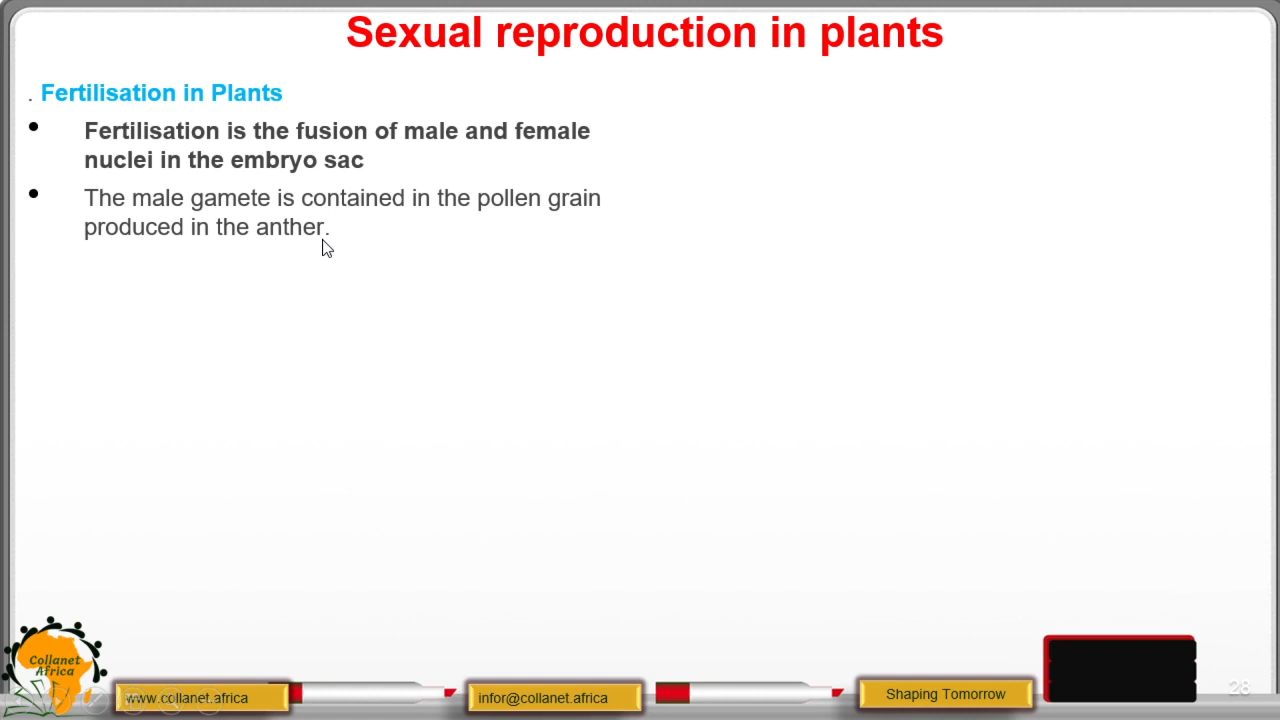 Sexual reproduction in plants
. Fertilisation in Plants
• Fertilisation is the fusion of male and female
nuclei in the embryo sac
• The male gamete is contained in the pollen grain
produced in the anther.
Collanet
Africa
www.collanet.africa
infor@collanet.africa
Shaping Tomorrow
28